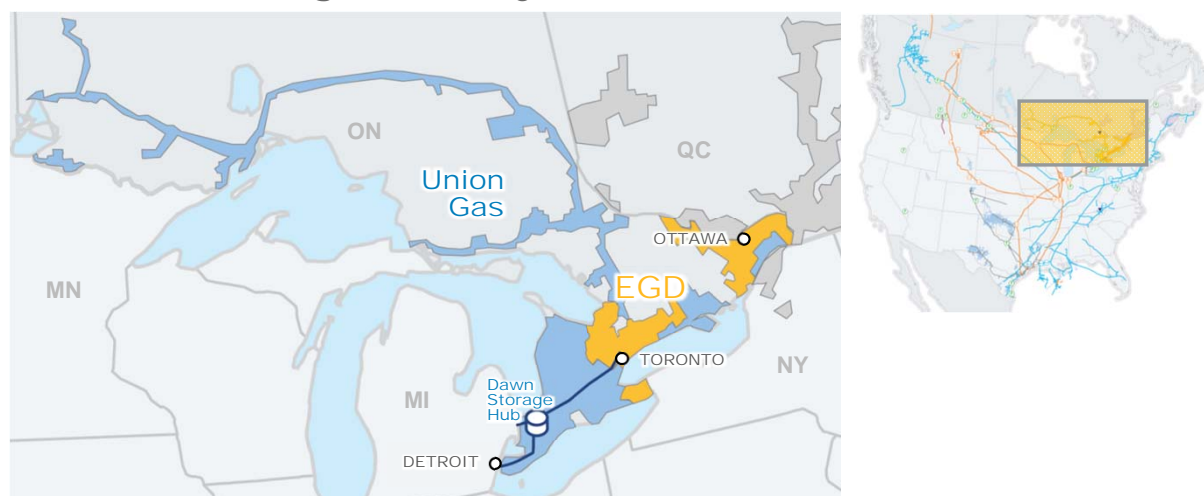 ON
QC
Union
Gas
OTTAWA
MN
EGD
TORONTO
NY
Dawn
Storage
Hub
MI
DETROIT